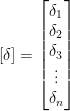 [δ] = [δ₁
δ₂
δ₃
⋮
δₙ]